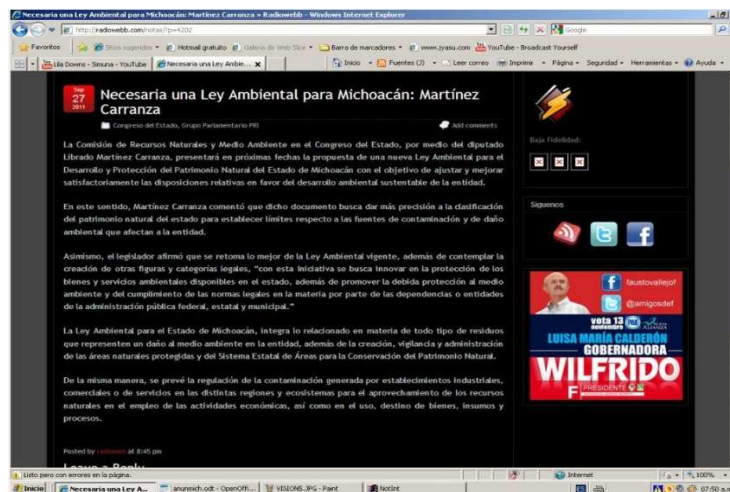 Necesaria una Ley Ambiental para Michoacán: Martínez Carranza » Radiowebb - Windows Internet Explorer
http://radiowebb.com/notas/?p=4202
Google
Favoritos
Sitios sugeridos
Hotmail gratuito
Galería de Web Slice
Barra de marcadores
www.jyasu.com
YouTube - Broadcast Yourself
Lila Downs - Simuna - YouTube
Necesaria una Ley Ambie... X
Inicio
Fuentes (J)
Leer correo
Imprimir
Página
Seguridad
Herramientas
Ayuda
Sep
27
2011
Necesaria una Ley Ambiental para Michoacán: Martínez
Carranza
Congreso del Estado, Grupo Parlamentario PRI
Add comments
La Comisión de Recursos Naturales y Medio Ambiente en el Congreso del Estado, por medio del diputado
Librado Martínez Carranza, presentará en próximas fechas la propuesta de una nueva Ley Ambiental para el
Desarrollo y Protección del Patrimonio Natural del Estado de Michoacán con el objetivo de ajustar y mejorar
satisfactoriamente las disposiciones relativas en favor del desarrollo ambiental sustentable de la entidad.
En este sentido, Martínez Carranza comentó que dicho documento busca dar más precisión a la clasificación
del patrimonio natural del estado para establecer límites respecto a las fuentes de contaminación y de daño
ambiental que afectan a la entidad.
Asimismo, el legislador afirmó que se retoma lo mejor de la Ley Ambiental vigente, además de contemplar la
creación de otras figuras y categorías legales, “con esta iniciativa se busca innovar en la protección de los
bienes y servicios ambientales disponibles en el estado, además de promover la debida protección al medio
ambiente y del cumplimiento de las normas legales en la materia por parte de las dependencias o entidades
de la administración pública federal, estatal y municipal.”
La Ley Ambiental para el Estado de Michoacán, integra lo relacionado en materia de todo tipo de residuos
que representen un daño al medio ambiente en la entidad, además de la creación, vigilancia y administración
de las áreas naturales protegidas y del Sistema Estatal de Áreas para la Conservación del Patrimonio Natural.
De la misma manera, se prevé la regulación de la contaminación generada por establecimientos industriales,
comerciales o de servicios en las distintas regiones y ecosistemas para el aprovechamiento de los recursos
naturales en el empleo de las actividades económicas, así como en el uso, destino de bienes, insumos y
procesos.
Posted by radiowebb at 8:45 pm
Leave a Reply
Baja Fidelidad:
Siguenos
faustovallejof
@amigosdef
vota 13
noviembre
PAN
ALIANZA
LUISA MARÍA CALDERÓN
GOBERNADORA
WILFRIDO
PRESIDENTE
Listo pero con errores en la página.
Internet
100%
Inicio
Necesaria una Ley A...
anunmich.odt - OpenOffi...
VISIONS.JPG - Paint
NotInt
07:50 a.m.